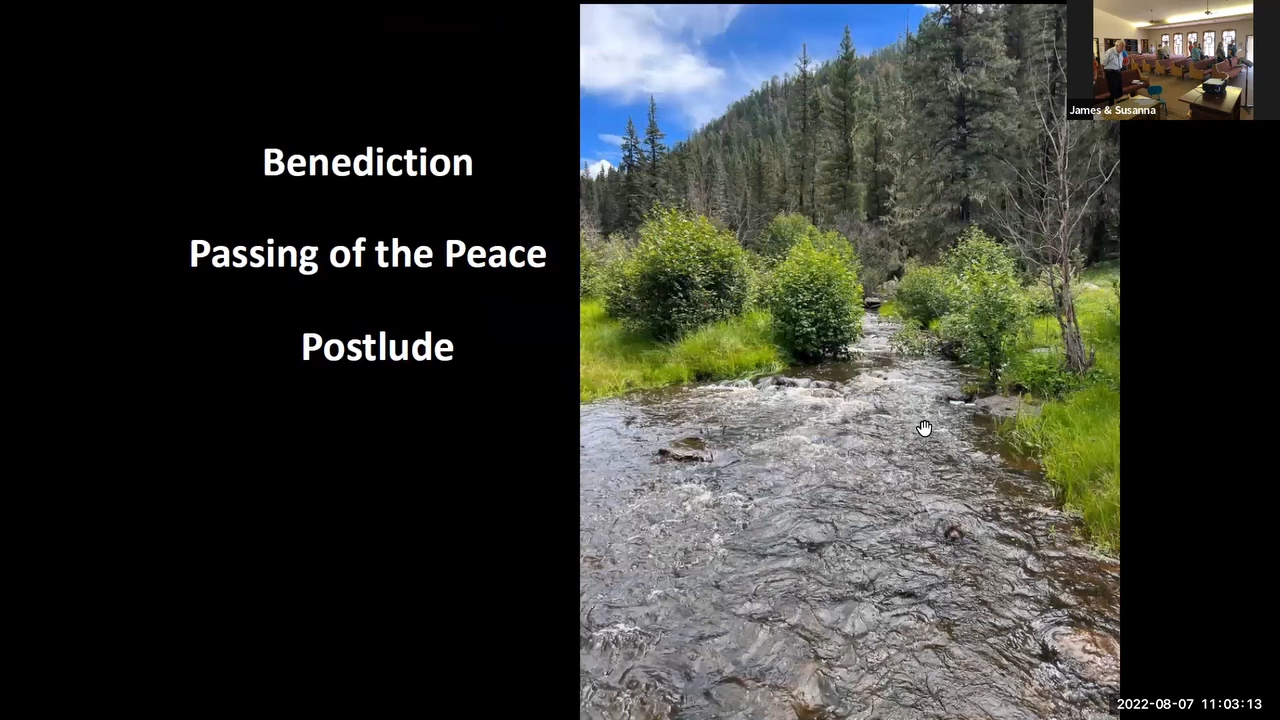 Benediction
Passing of the Peace
Postlude
James & Susanna
2022-08-07 11:03:13